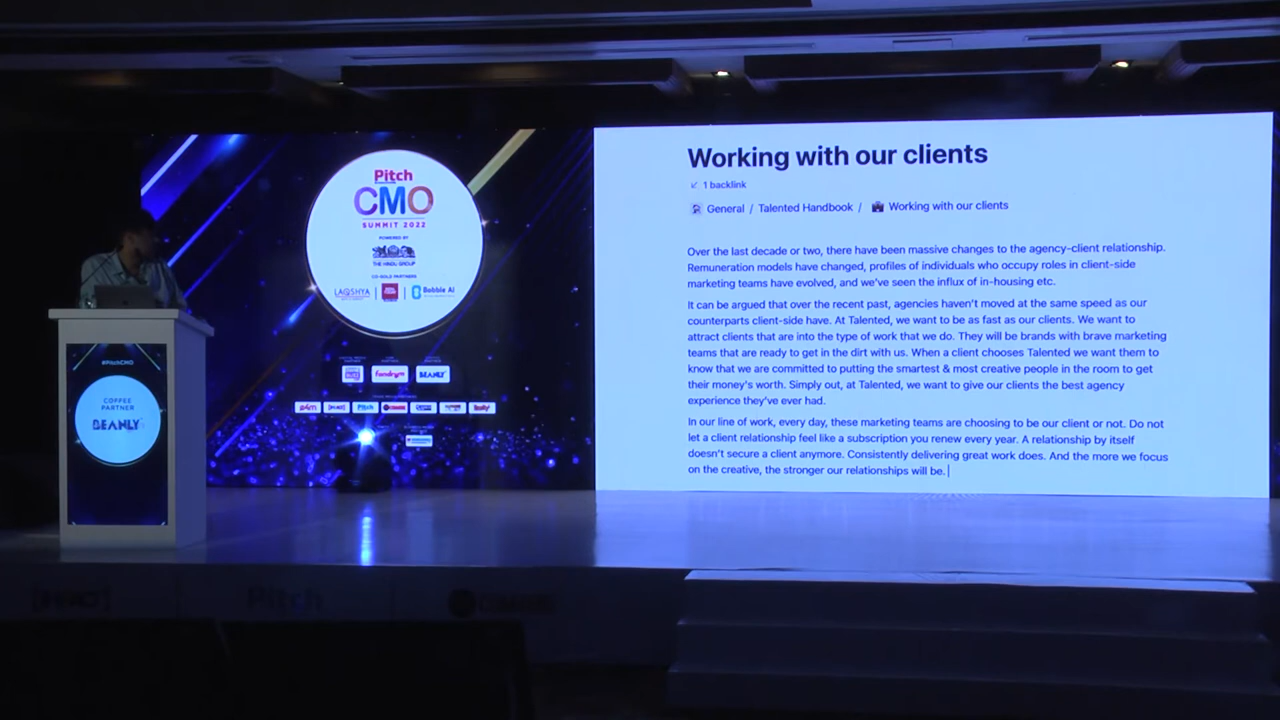 Pitch
CMO
SUMMIT 2022
POWERED BY
THE HINDU GROUP
CO-GOLD PARTNERS
LAQSHYA
Bobble AI
fandrum
BEANLY
Pitch
#PitchCMO
COFFEE
PARTNER
BEANLY
Working with our clients
1 backlink
General / Talented Handbook / Working with our clients
Over the last decade or two, there have been massive changes to the agency-client relationship.
Remuneration models have changed, profiles of individuals who occupy roles in client-side
marketing teams have evolved, and we've seen the influx of in-housing etc.
It can be argued that over the recent past, agencies haven't moved at the same speed as our
counterparts client-side have. At Talented, we want to be as fast as our clients. We want to
attract clients that are into the type of work that we do. They will be brands with brave marketing
teams that are ready to get in the dirt with us. When a client chooses Talented we want them to
know that we are committed to putting the smartest & most creative people in the room to get
their money's worth. Simply out, at Talented, we want to give our clients the best agency
experience they've ever had.
In our line of work, every day, these marketing teams are choosing to be our client or not. Do not
let a client relationship feel like a subscription you renew every year. A relationship by itself
doesn't secure a client anymore. Consistently delivering great work does. And the more we focus
on the creative, the stronger our relationships will be.
Pitch